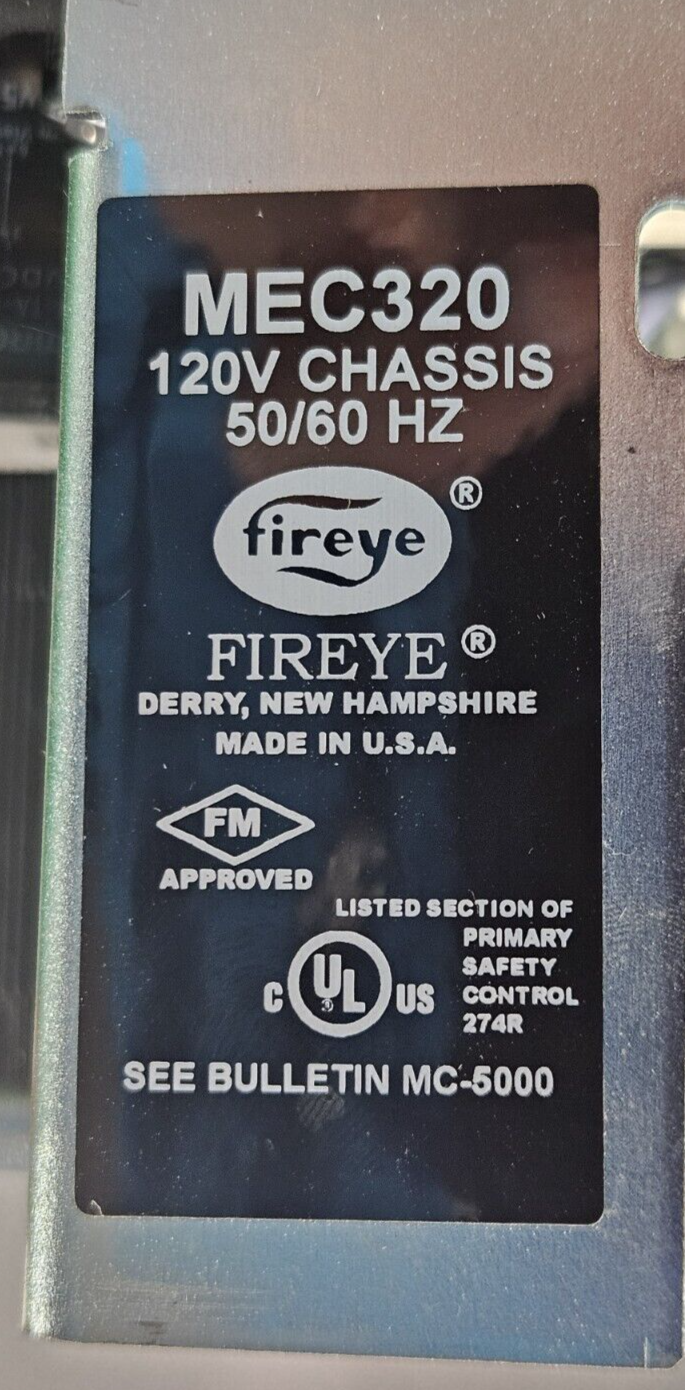 MEC320
120V CHASSIS
50/60 HZ
fireye ®
FIREYE ®
DERRY, NEW HAMPSHIRE
MADE IN U.S.A.
FM
APPROVED
LISTED SECTION OF
PRIMARY
SAFETY
CONTROL
274R
C UL US
SEE BULLETIN MC-5000